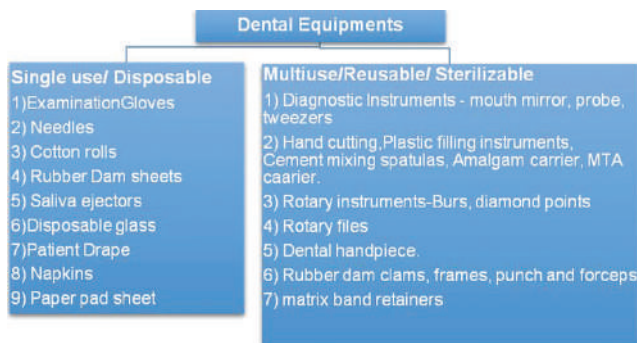 Dental Equipments
Single use/ Disposable
1)ExaminationGloves
2) Needles
3) Cotton rolls
4) Rubber Dam sheets
5) Saliva ejectors
6)Disposable glass
7)Patient Drape
8) Napkins
9) Paper pad sheet
Multiuse/Reusable/ Sterilizable
1) Diagnostic Instruments - mouth mirror, probe,
tweezers
2) Hand cutting,Plastic filling instruments,
Cement mixing spatulas, Amalgam carrier, MTA
caarier.
3) Rotary instruments-Burs, diamond points
4) Rotary files
5) Dental handpiece.
6) Rubber dam clams, frames, punch and forceps
7) matrix band retainers